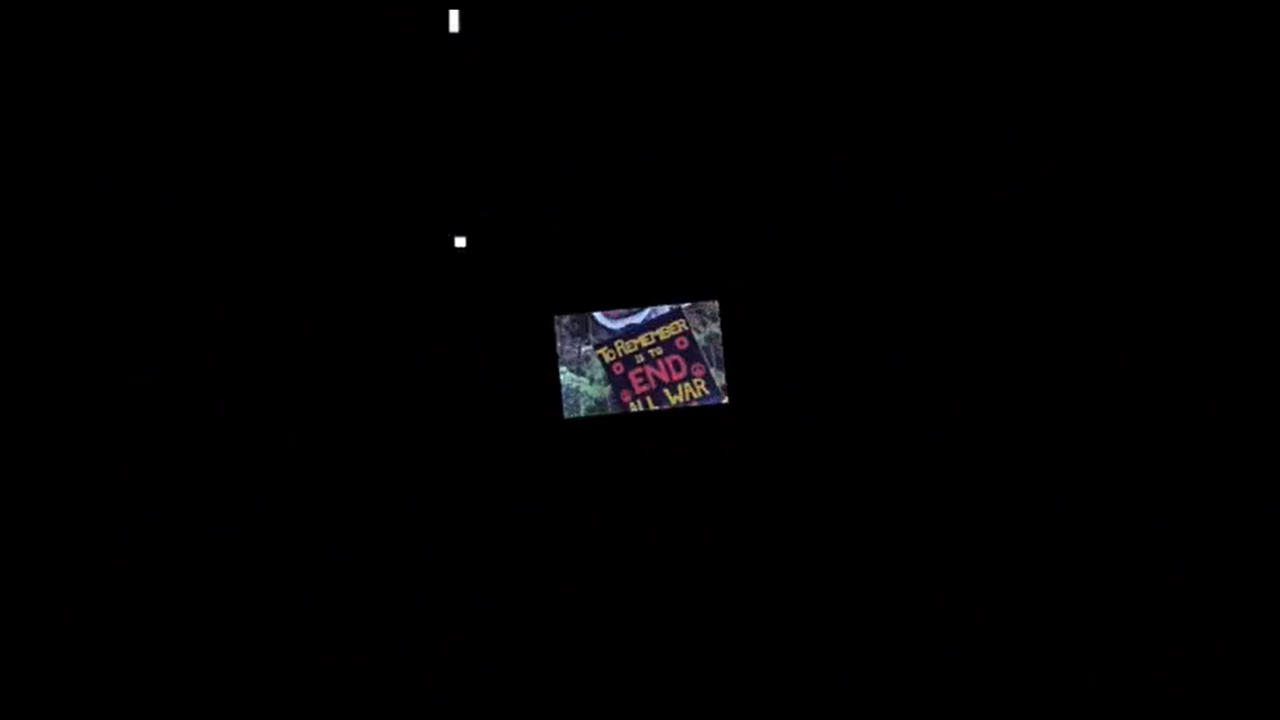 To REMEMBER
IS TO
END
ALL WAR